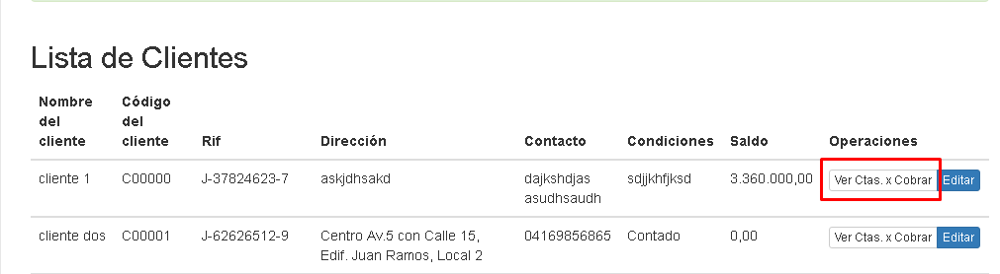 Lista de Clientes
Nombre del cliente Código del cliente Rif Dirección Contacto Condiciones Saldo Operaciones
cliente 1 C00000 J-37824623-7 askjdhsakd dajkshdjas sdjjkhfjksd 3.360.000,00 Ver Ctas. x Cobrar Editar
asudhsaudh
cliente dos C00001 J-62626512-9 Centro Av.5 con Calle 15, 04169856865 Contado 0,00 Ver Ctas. x Cobrar Editar
Edif. Juan Ramos, Local 2